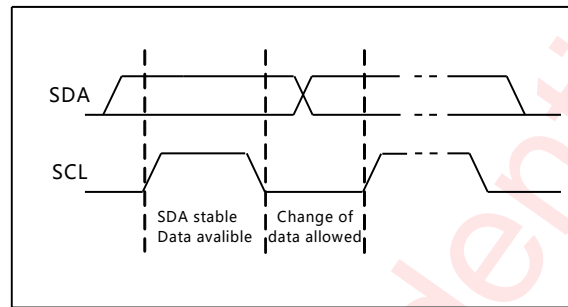 SDA
SCL
SDA stable
Data avalible
Change of
data allowed